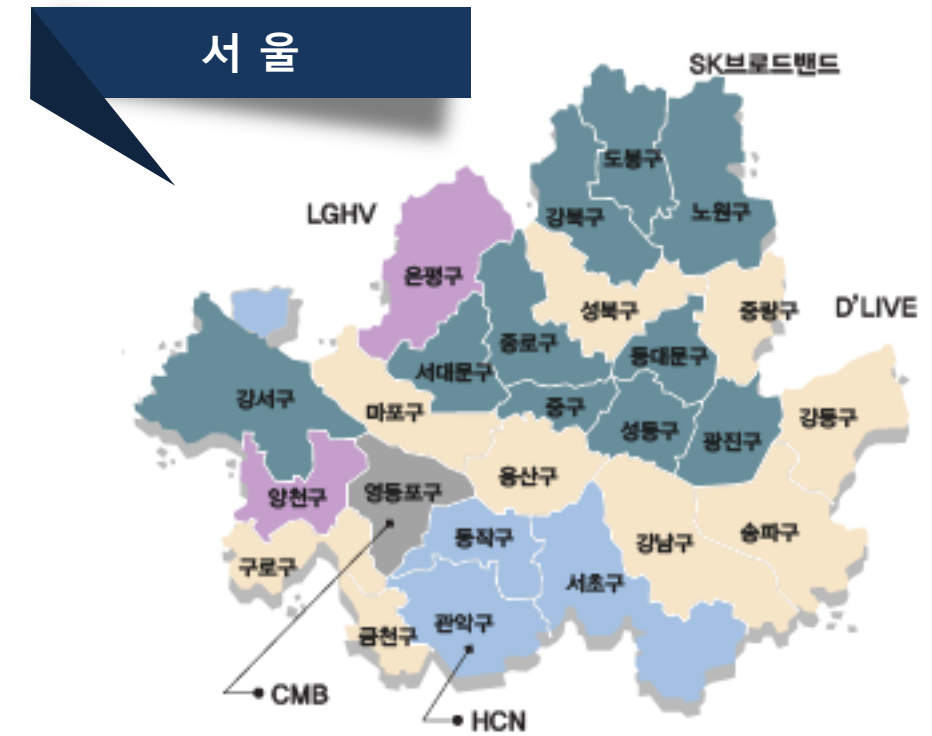 서 울
SK브로드밴드
도봉구
LGHV
강북구
노원구
은평구
성북구
중랑구
D'LIVE
종로구
동대문구
서대문구
강서구
마포구
중구
강동구
성동구
광진구
용산구
양천구
영등포구
동작구
강남구
송파구
구로구
서초구
관악구
금천구
CMB
HCN